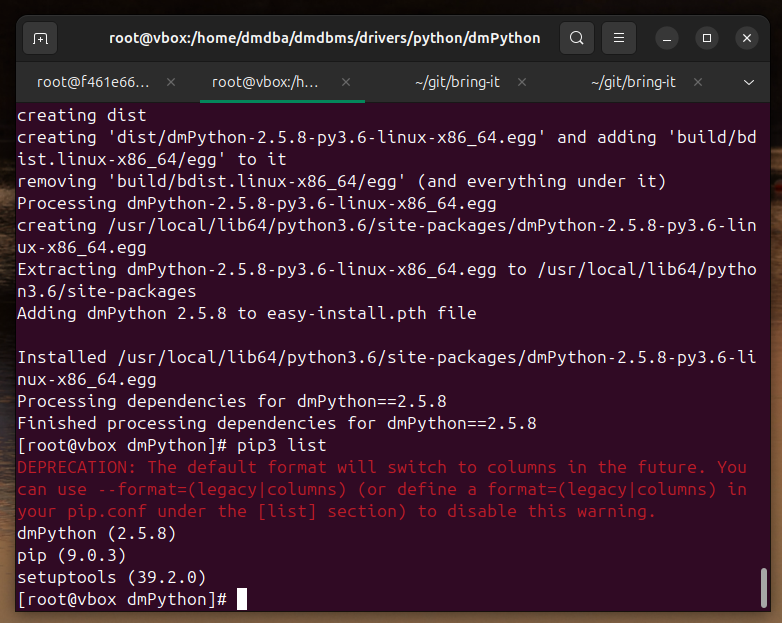 root@vbox:/home/dmdba/dmdbms/drivers/python/dmPython
root@f461e66... × root@vbox:/h... × ~/git/bring-it × ~/git/bring-it ×
creating dist
creating 'dist/dmPython-2.5.8-py3.6-linux-x86_64.egg' and adding 'build/bd
ist.linux-x86_64/egg' to it
removing 'build/bdist.linux-x86_64/egg' (and everything under it)
Processing dmPython-2.5.8-py3.6-linux-x86_64.egg
creating /usr/local/lib64/python3.6/site-packages/dmPython-2.5.8-py3.6-lin
ux-x86_64.egg
Extracting dmPython-2.5.8-py3.6-linux-x86_64.egg to /usr/local/lib64/pytho
n3.6/site-packages
Adding dmPython 2.5.8 to easy-install.pth file

Installed /usr/local/lib64/python3.6/site-packages/dmPython-2.5.8-py3.6-li
nux-x86_64.egg
Processing dependencies for dmPython==2.5.8
Finished processing dependencies for dmPython==2.5.8
[root@vbox dmPython]# pip3 list
DEPRECATION: The default format will switch to columns in the future. You
can use --format=(legacy|columns) (or define a format=(legacy|columns) in
your pip.conf under the [list] section) to disable this warning.
dmPython (2.5.8)
pip (9.0.3)
setuptools (39.2.0)
[root@vbox dmPython]#